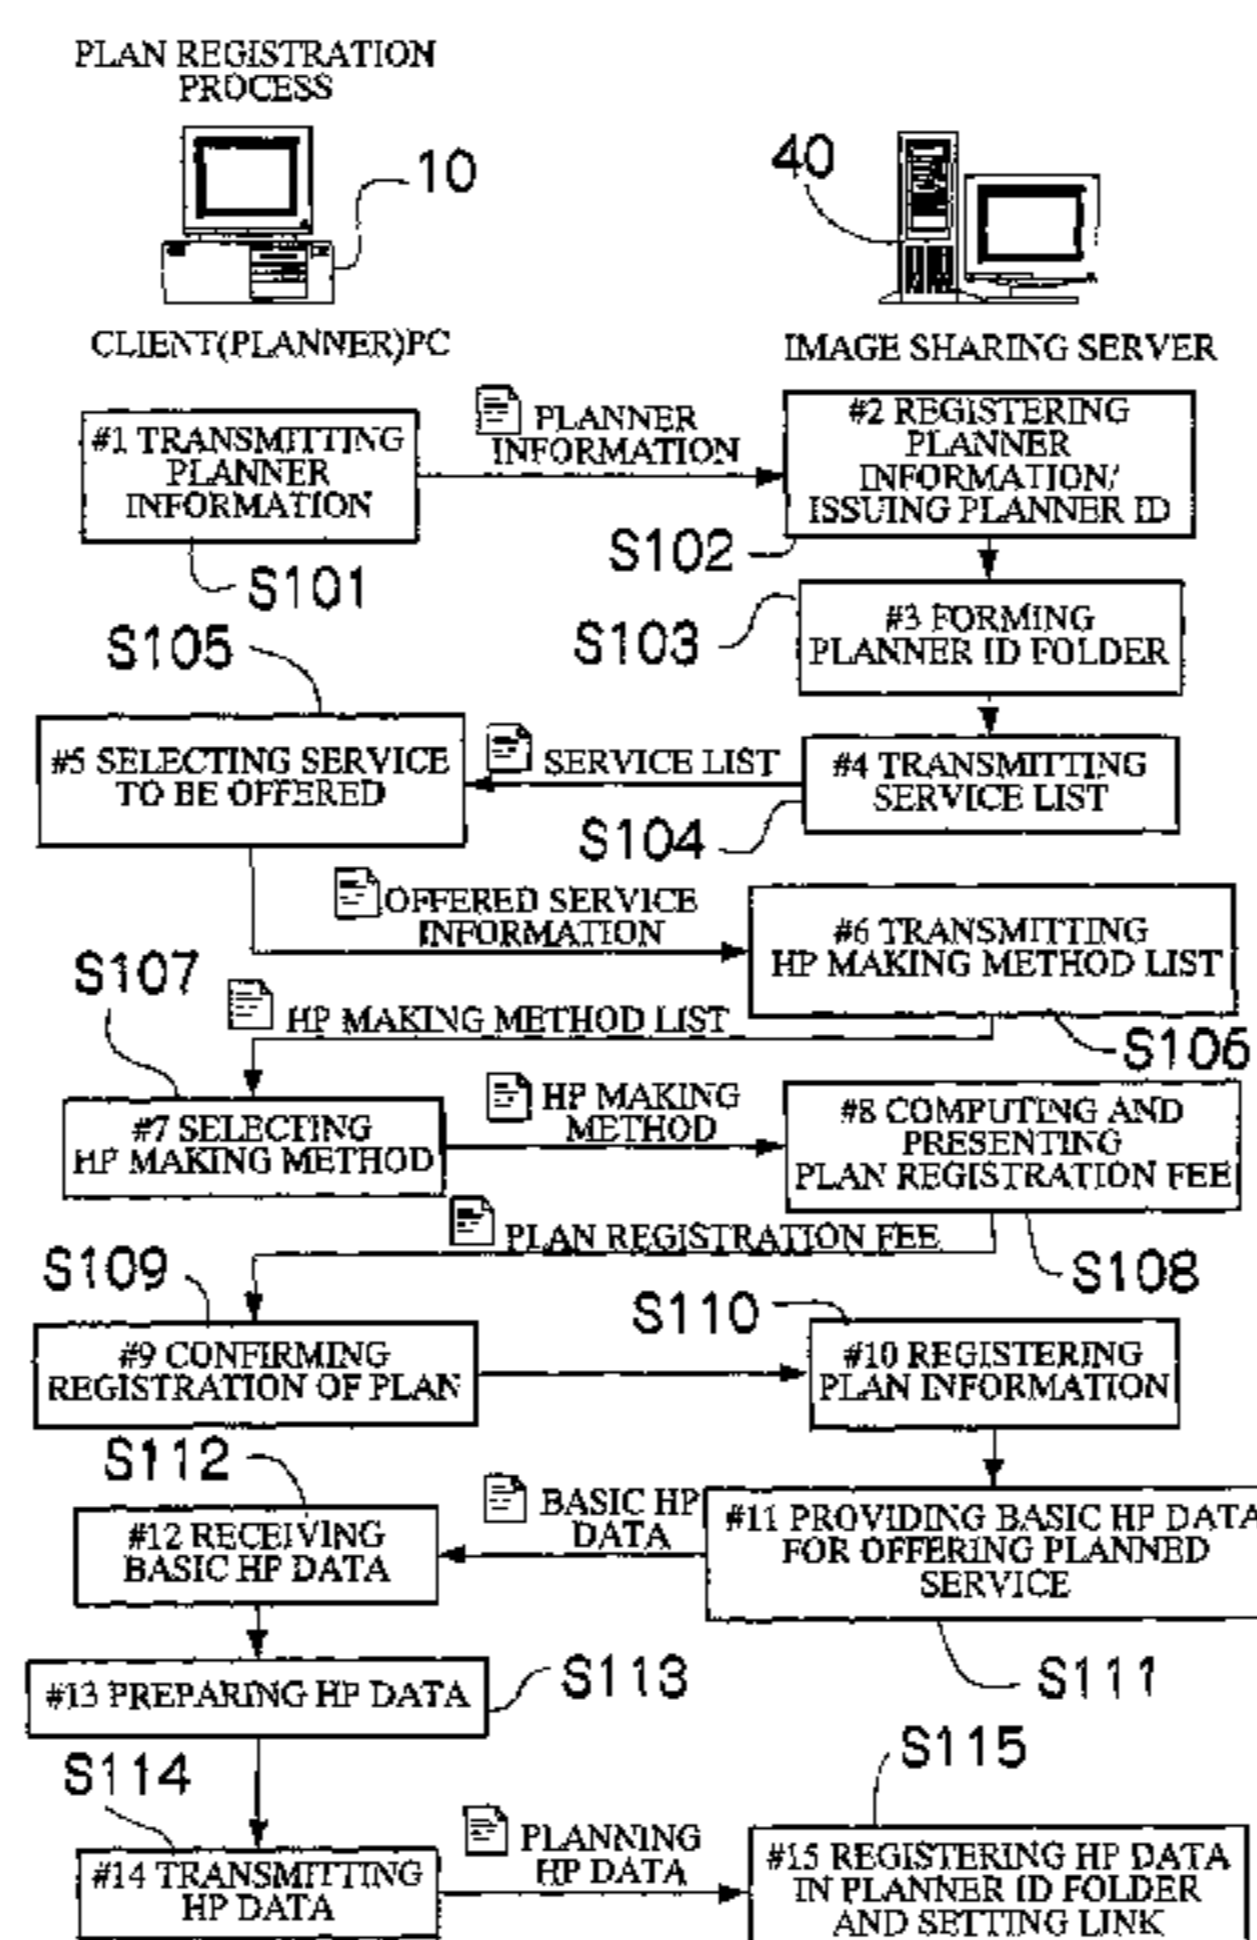 PLAN REGISTRATION
PROCESS
10
40
CLIENT(PLANNER)PC
IMAGE SHARING SERVER
#1 TRANSMITTING
PLANNER
INFORMATION
PLANNER
INFORMATION
#2 REGISTERING
PLANNER
INFORMATION/
ISSUING PLANNER ID
S101
S102
S103
#3 FORMING
PLANNER ID FOLDER
S105
#5 SELECTING SERVICE
TO BE OFFERED
SERVICE LIST
#4 TRANSMITTING
SERVICE LIST
S104
OFFERED SERVICE
INFORMATION
#6 TRANSMITTING
HP MAKING METHOD LIST
S107
HP MAKING METHOD LIST
S106
#7 SELECTING
HP MAKING METHOD
HP MAKING
METHOD
#8 COMPUTING AND
PRESENTING
PLAN REGISTRATION FEE
PLAN REGISTRATION FEE
S109
S108
S110
#9 CONFIRMING
REGISTRATION OF PLAN
#10 REGISTERING
PLAN INFORMATION
S112
#12 RECEIVING
BASIC HP DATA
BASIC HP
DATA
#11 PROVIDING BASIC HP DATA
FOR OFFERING PLANNED
SERVICE
#13 PREPARING HP DATA
S113
S111
S114
S115
#14 TRANSMITTING
HP DATA
PLANNING
HP DATA
#15 REGISTERING HP DATA
IN PLANNER ID FOLDER
AND SETTING LINK